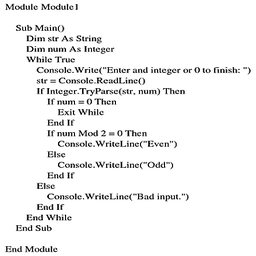 Module Module1
Sub Main()
Dim str As String
Dim num As Integer
While True
Console.Write("Enter and integer or 0 to finish: ")
str = Console.ReadLine()
If Integer.TryParse(str, num) Then
If num = 0 Then
Exit While
End If
If num Mod 2 = 0 Then
Console.WriteLine("Even")
Else
Console.WriteLine("Odd")
End If
Else
Console.WriteLine("Bad input.")
End If
End While
End Sub
End Module